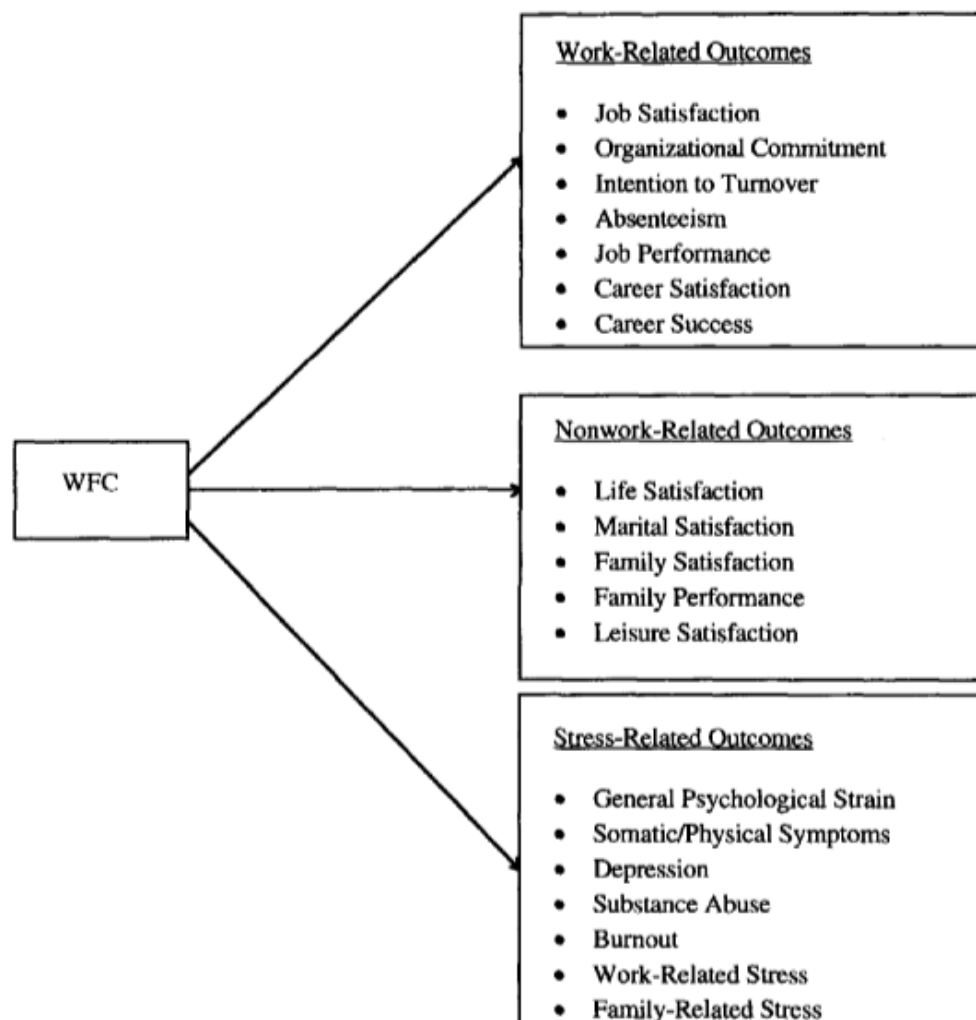 Work-Related Outcomes
• Job Satisfaction
• Organizational Commitment
• Intention to Turnover
• Absenteeism
• Job Performance
• Career Satisfaction
• Career Success
WFC
Nonwork-Related Outcomes
• Life Satisfaction
• Marital Satisfaction
• Family Satisfaction
• Family Performance
• Leisure Satisfaction
Stress-Related Outcomes
• General Psychological Strain
• Somatic/Physical Symptoms
• Depression
• Substance Abuse
• Burnout
• Work-Related Stress
• Family-Related Stress